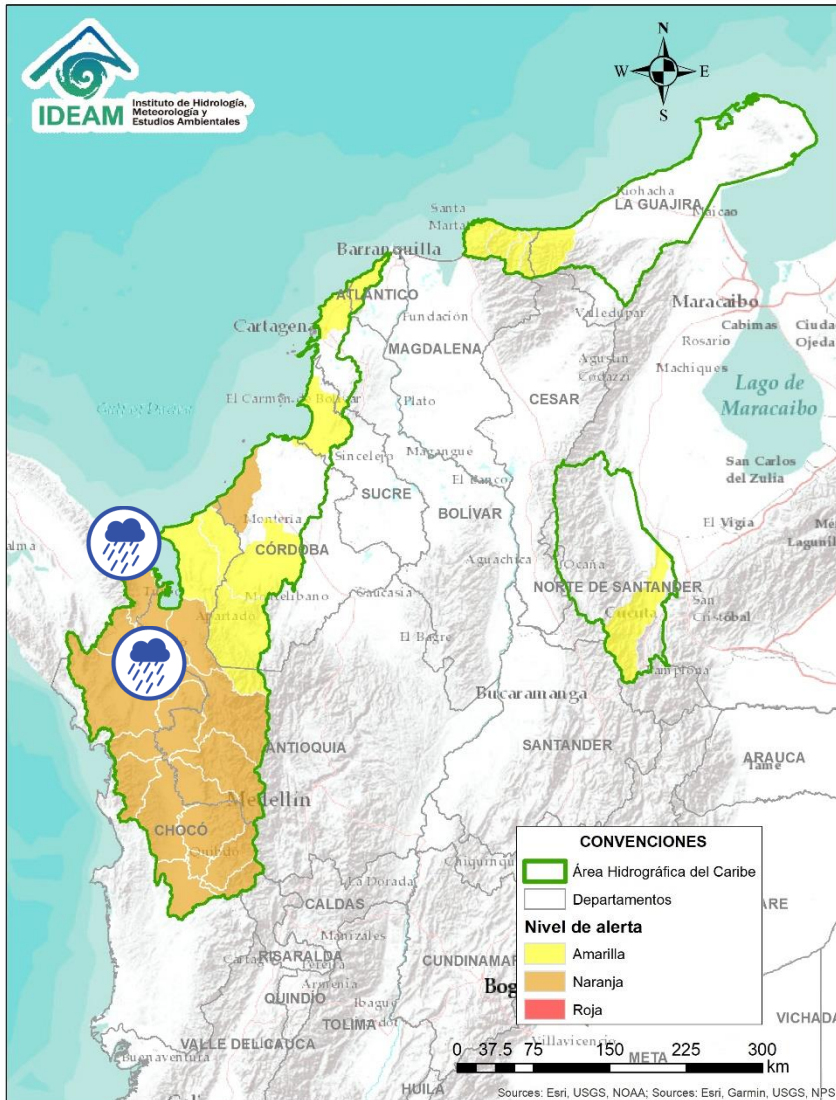 IDEAM
Instituto de Hidrología,
Meteorología y
Estudios Ambientales
N
W
E
S
Riohacha
LA GUAJIRA
Maicao
Santa
Marta
Barranquilla
ATLÁNTICO
Cartagena
Fundación
Valledupar
Maracaibo
Cabimas
Ciudad
Ojeda
Rosario
Machiques
MAGDALENA
Agustín
Codazzi
CESAR
Lago de
Maracaibo
El Carmen de Bolívar
Plato
Sincelejo
Magangué
El Banco
San Carlos
del Zulia
SUCRE
BOLÍVAR
Montería
El Vigía
CÓRDOBA
Aguachica
Ocaña
NORTE DE SANTANDER
Montelíbano
Caucasia
Apartadó
Cúcuta
San
Cristóbal
El Bagre
Pamplona
Bucaramanga
ANTIOQUIA
SANTANDER
ARAUCA
Tame
Medellín
CHOCÓ
Quibdó
La Dorada
CALDAS
Manizales
RISARALDA
Pereira
Armenia
QUINDÍO
Ibagué
TOLIMA
CUNDINAMAR
Bog
VALLE DEL CAUCA
Buenaventura
Villavicencio
META
HUILA
VICHADA
CONVENCIONES
Área Hidrográfica del Caribe
Departamentos
Nivel de alerta
Amarilla
Naranja
Roja
0 37.5 75 150 225 300
km
Sources: Esri, USGS, NOAA; Sources: Esri, Garmin, USGS, NPS